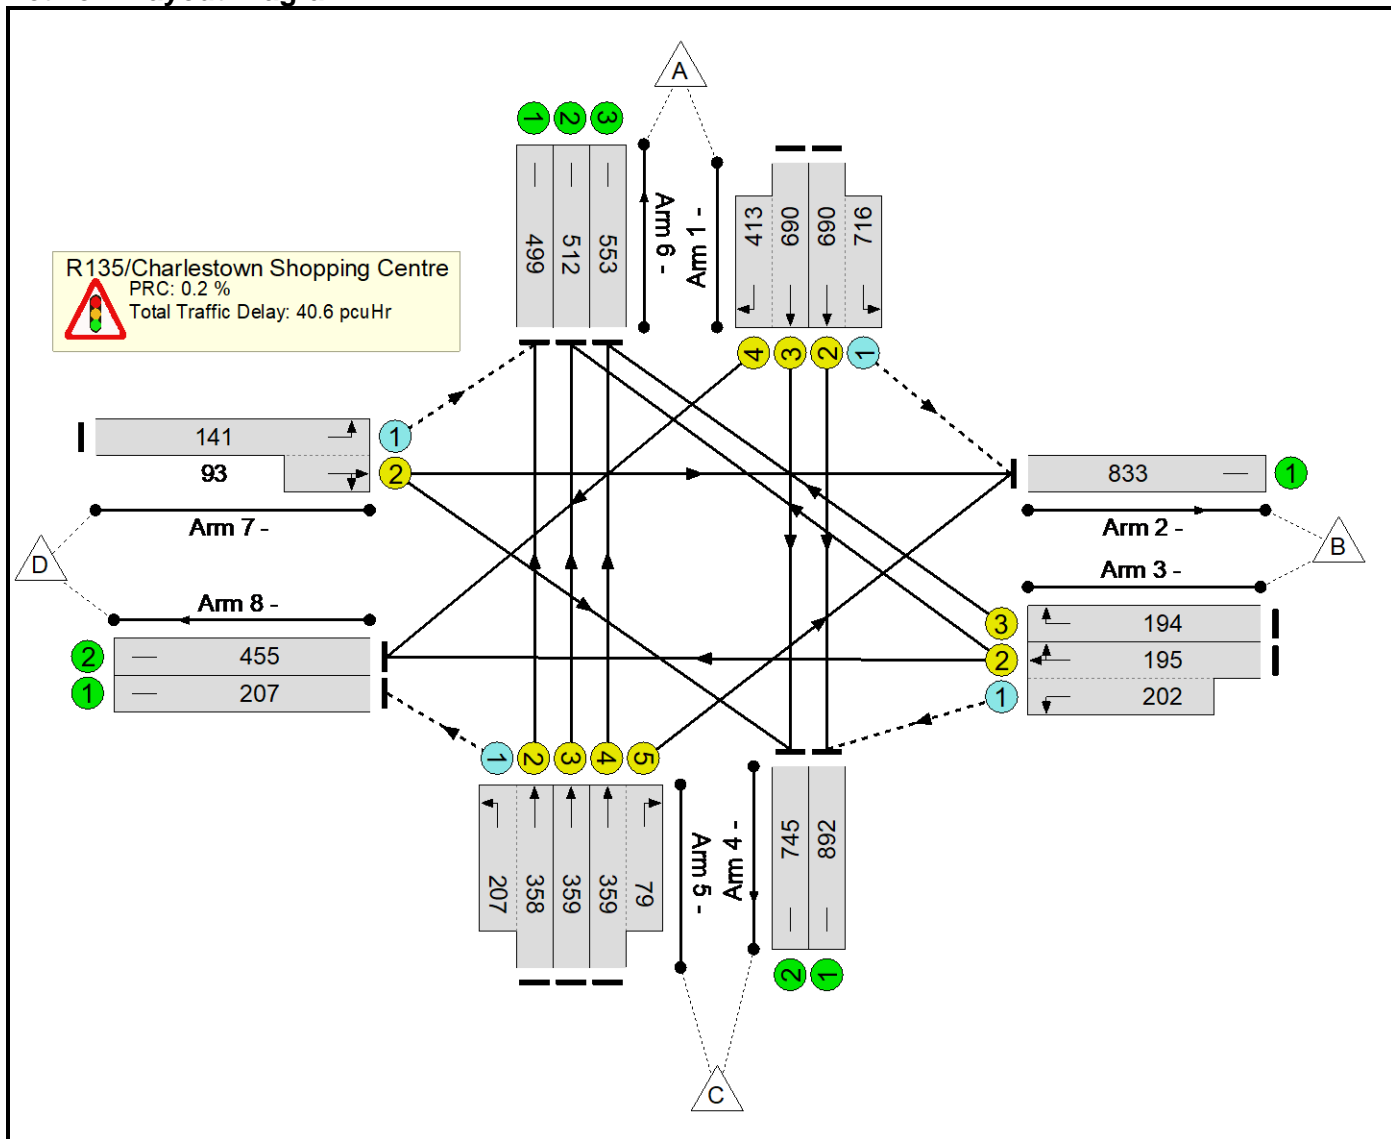 A
1
2
3
Arm 6 -
Arm 1 -
499
512
553
413
690
690
716
R135/Charlestown Shopping Centre
PRC: 0.2 %
Total Traffic Delay: 40.6 pcuHr
4
3
2
1
141
1
93
2
Arm 7 -
833
1
Arm 2 -
D
B
Arm 8 -
Arm 3 -
2
455
1
207
3
194
2
195
1
202
1
2
3
4
5
207
358
359
359
79
Arm 5 -
Arm 4 -
745
892
2
1
C